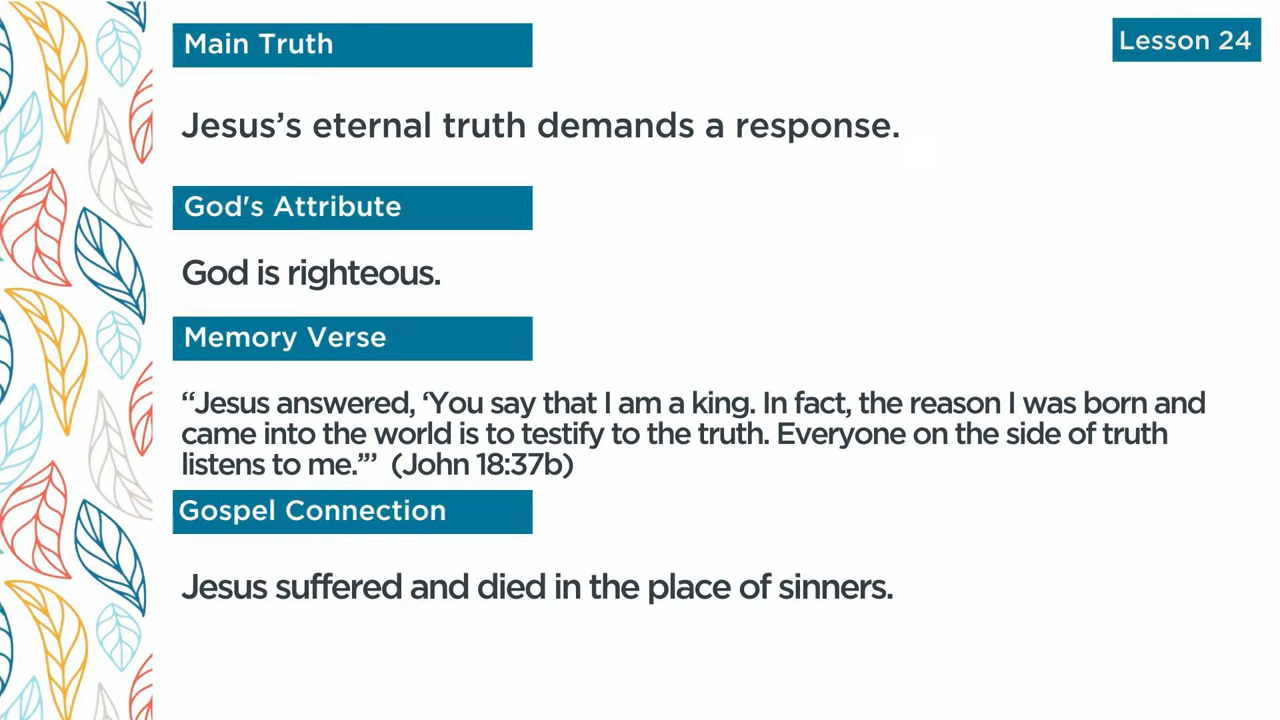 Main Truth
Lesson 24
Jesus’s eternal truth demands a response.
God's Attribute
God is righteous.
Memory Verse
“Jesus answered, ‘You say that I am a king. In fact, the reason I was born and
came into the world is to testify to the truth. Everyone on the side of truth
listens to me.”’ (John 18:37b)
Gospel Connection
Jesus suffered and died in the place of sinners.